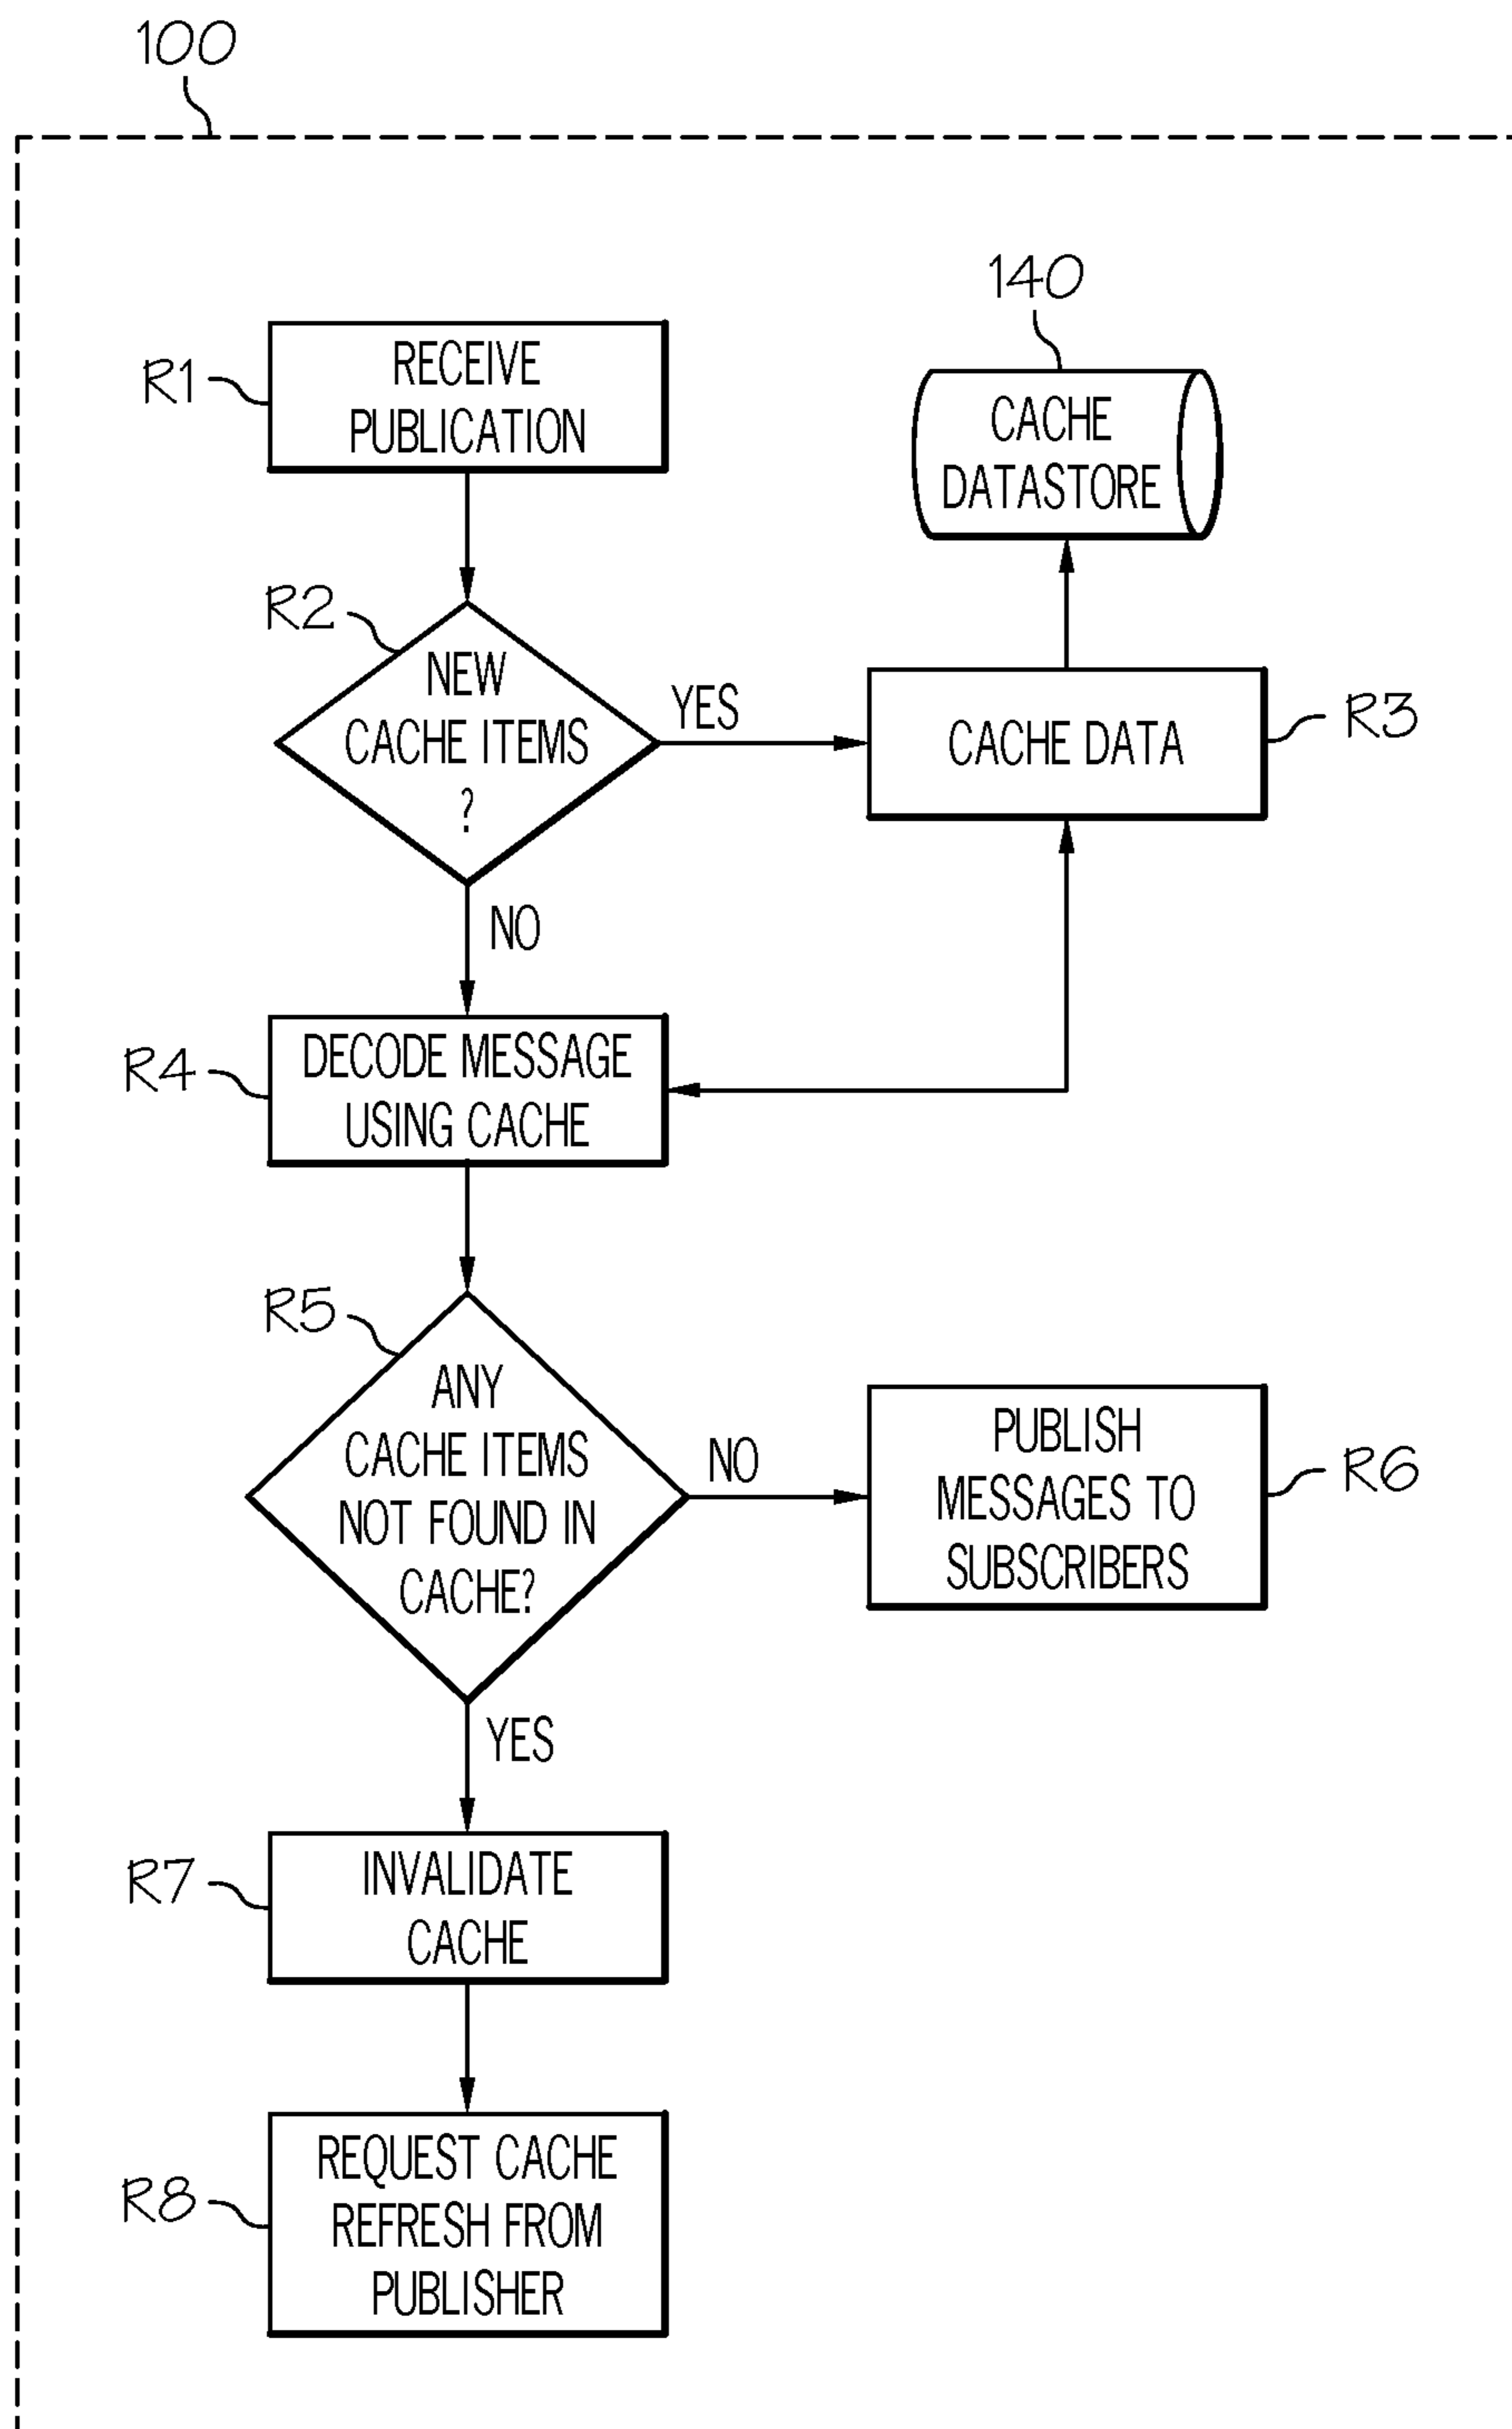 100
140
R1
RECEIVE
PUBLICATION
CACHE
DATASTORE
R2
NEW
CACHE ITEMS
?
YES
CACHE DATA
R3
NO
R4
DECODE MESSAGE
USING CACHE
R5
ANY
CACHE ITEMS
NOT FOUND IN
CACHE?
NO
PUBLISH
MESSAGES TO
SUBSCRIBERS
R6
YES
R7
INVALIDATE
CACHE
R8
REQUEST CACHE
REFRESH FROM
PUBLISHER